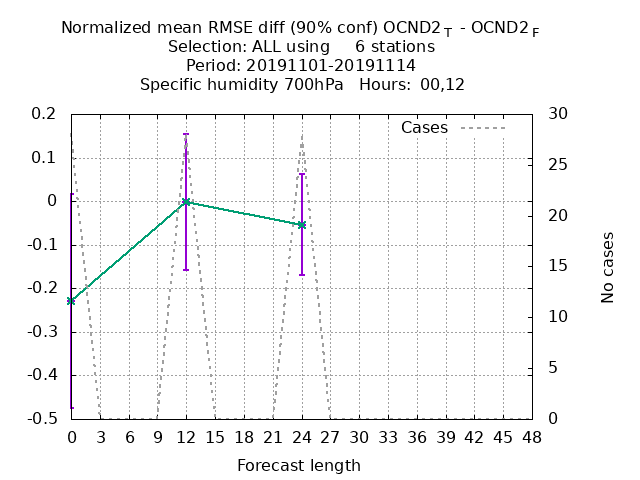 Normalized mean RMSE diff (90% conf) OCND2 T - OCND2 F
Selection: ALL using 6 stations
Period: 20191101-20191114
Specific humidity 700hPa Hours: 00,12
Cases
0.2
0.1
0
-0.1
-0.2
-0.3
-0.4
-0.5
30
25
20
15
10
5
0
No cases
0 3 6 9 12 15 18 21 24 27 30 33 36 39 42 45 48
Forecast length